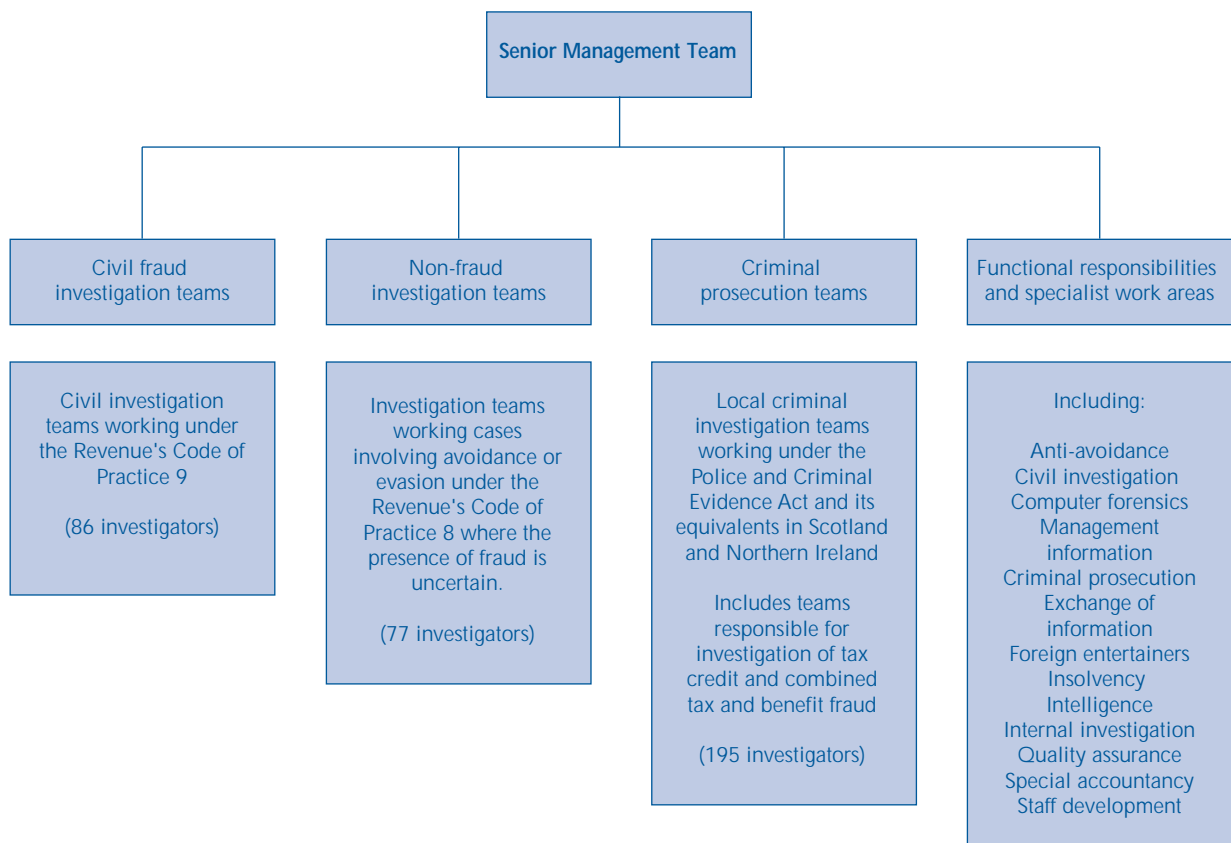 Senior Management Team
Civil fraud
investigation teams
Non-fraud
investigation teams
Criminal
prosecution teams
Functional responsibilities
and specialist work areas
Civil investigation
teams working under
the Revenue's Code of
Practice 9
(86 investigators)
Investigation teams
working cases
involving avoidance or
evasion under the
Revenue's Code of
Practice 8 where the
presence of fraud is
uncertain.
(77 investigators)
Local criminal
investigation teams
working under the
Police and Criminal
Evidence Act and its
equivalents in Scotland
and Northern Ireland
Includes teams
responsible for
investigation of tax
credit and combined
tax and benefit fraud
(195 investigators)
Including:
Anti-avoidance
Civil investigation
Computer forensics
Management
information
Criminal prosecution
Exchange of
information
Foreign entertainers
Insolvency
Intelligence
Internal investigation
Quality assurance
Special accountancy
Staff development